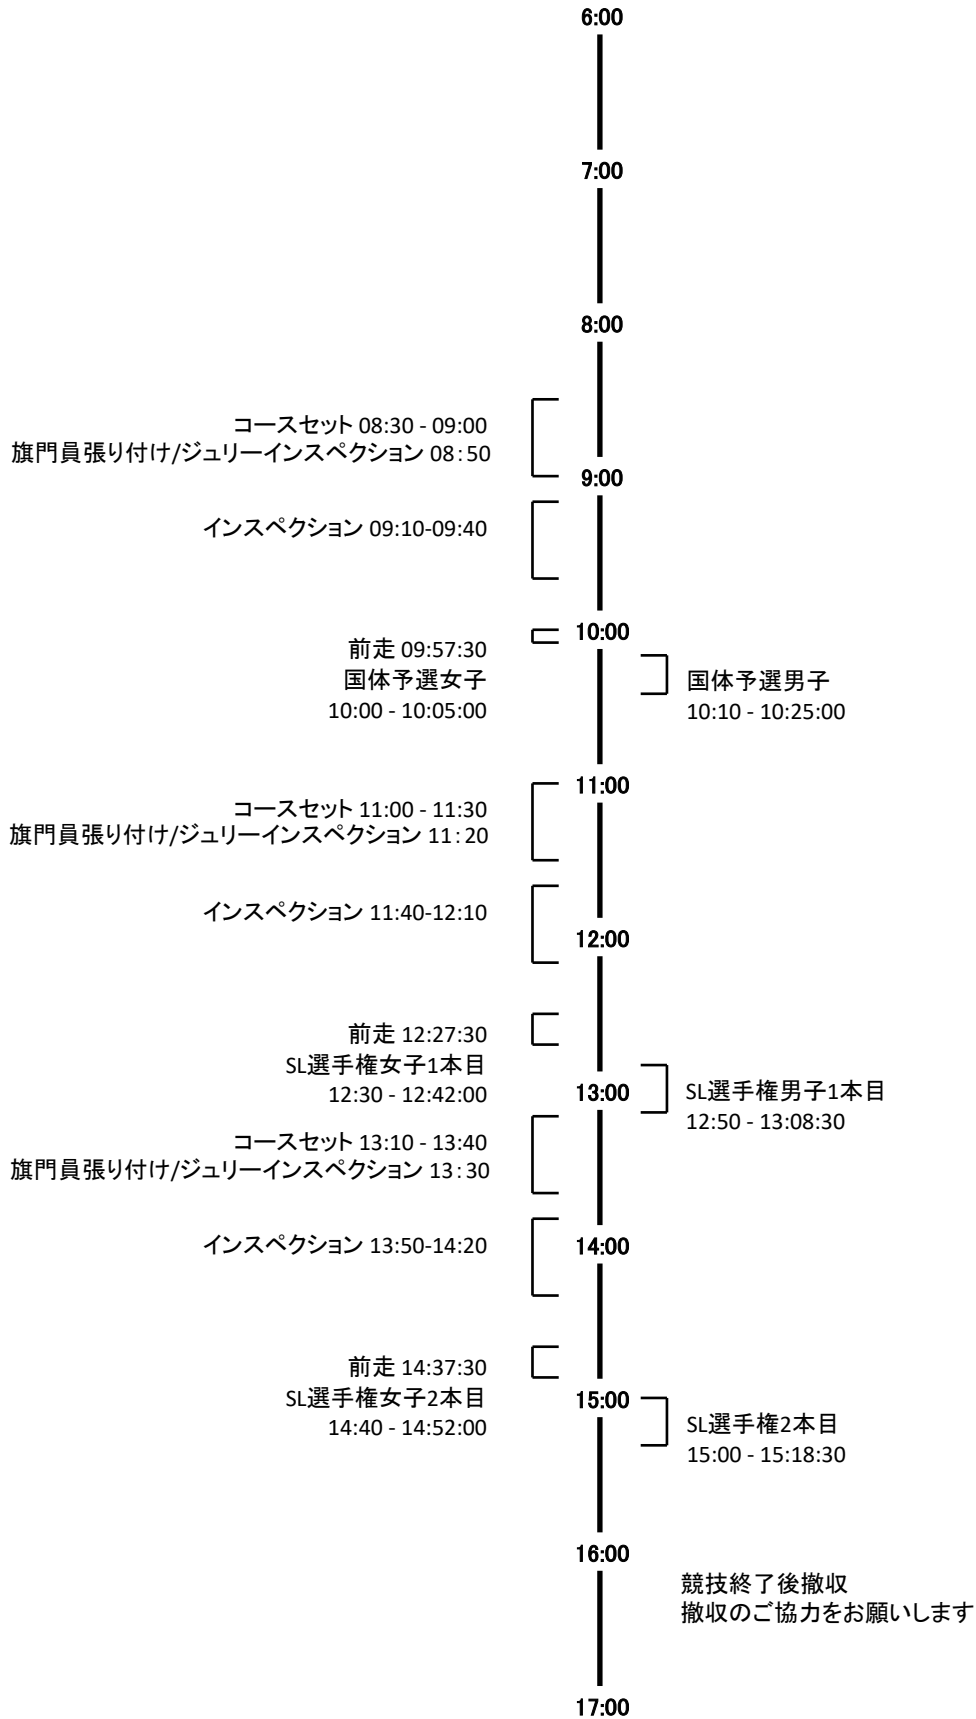 6:00
7:00
8:00
コースセット 08:30 - 09:00
旗門員張り付け/ジュリーインスペクション 08:50
9:00
インスペクション 09:10-09:40
10:00
前走 09:57:30
国体予選女子
10:00 - 10:05:00
国体予選男子
10:10 - 10:25:00
11:00
コースセット 11:00 - 11:30
旗門員張り付け/ジュリーインスペクション 11:20
インスペクション 11:40-12:10
12:00
前走 12:27:30
SL選手権女子1本目
12:30 - 12:42:00
13:00
SL選手権男子1本目
12:50 - 13:08:30
コースセット 13:10 - 13:40
旗門員張り付け/ジュリーインスペクション 13:30
インスペクション 13:50-14:20
14:00
前走 14:37:30
SL選手権女子2本目
14:40 - 14:52:00
15:00
SL選手権2本目
15:00 - 15:18:30
16:00
競技終了後撤収
撤収のご協力をお願いします
17:00